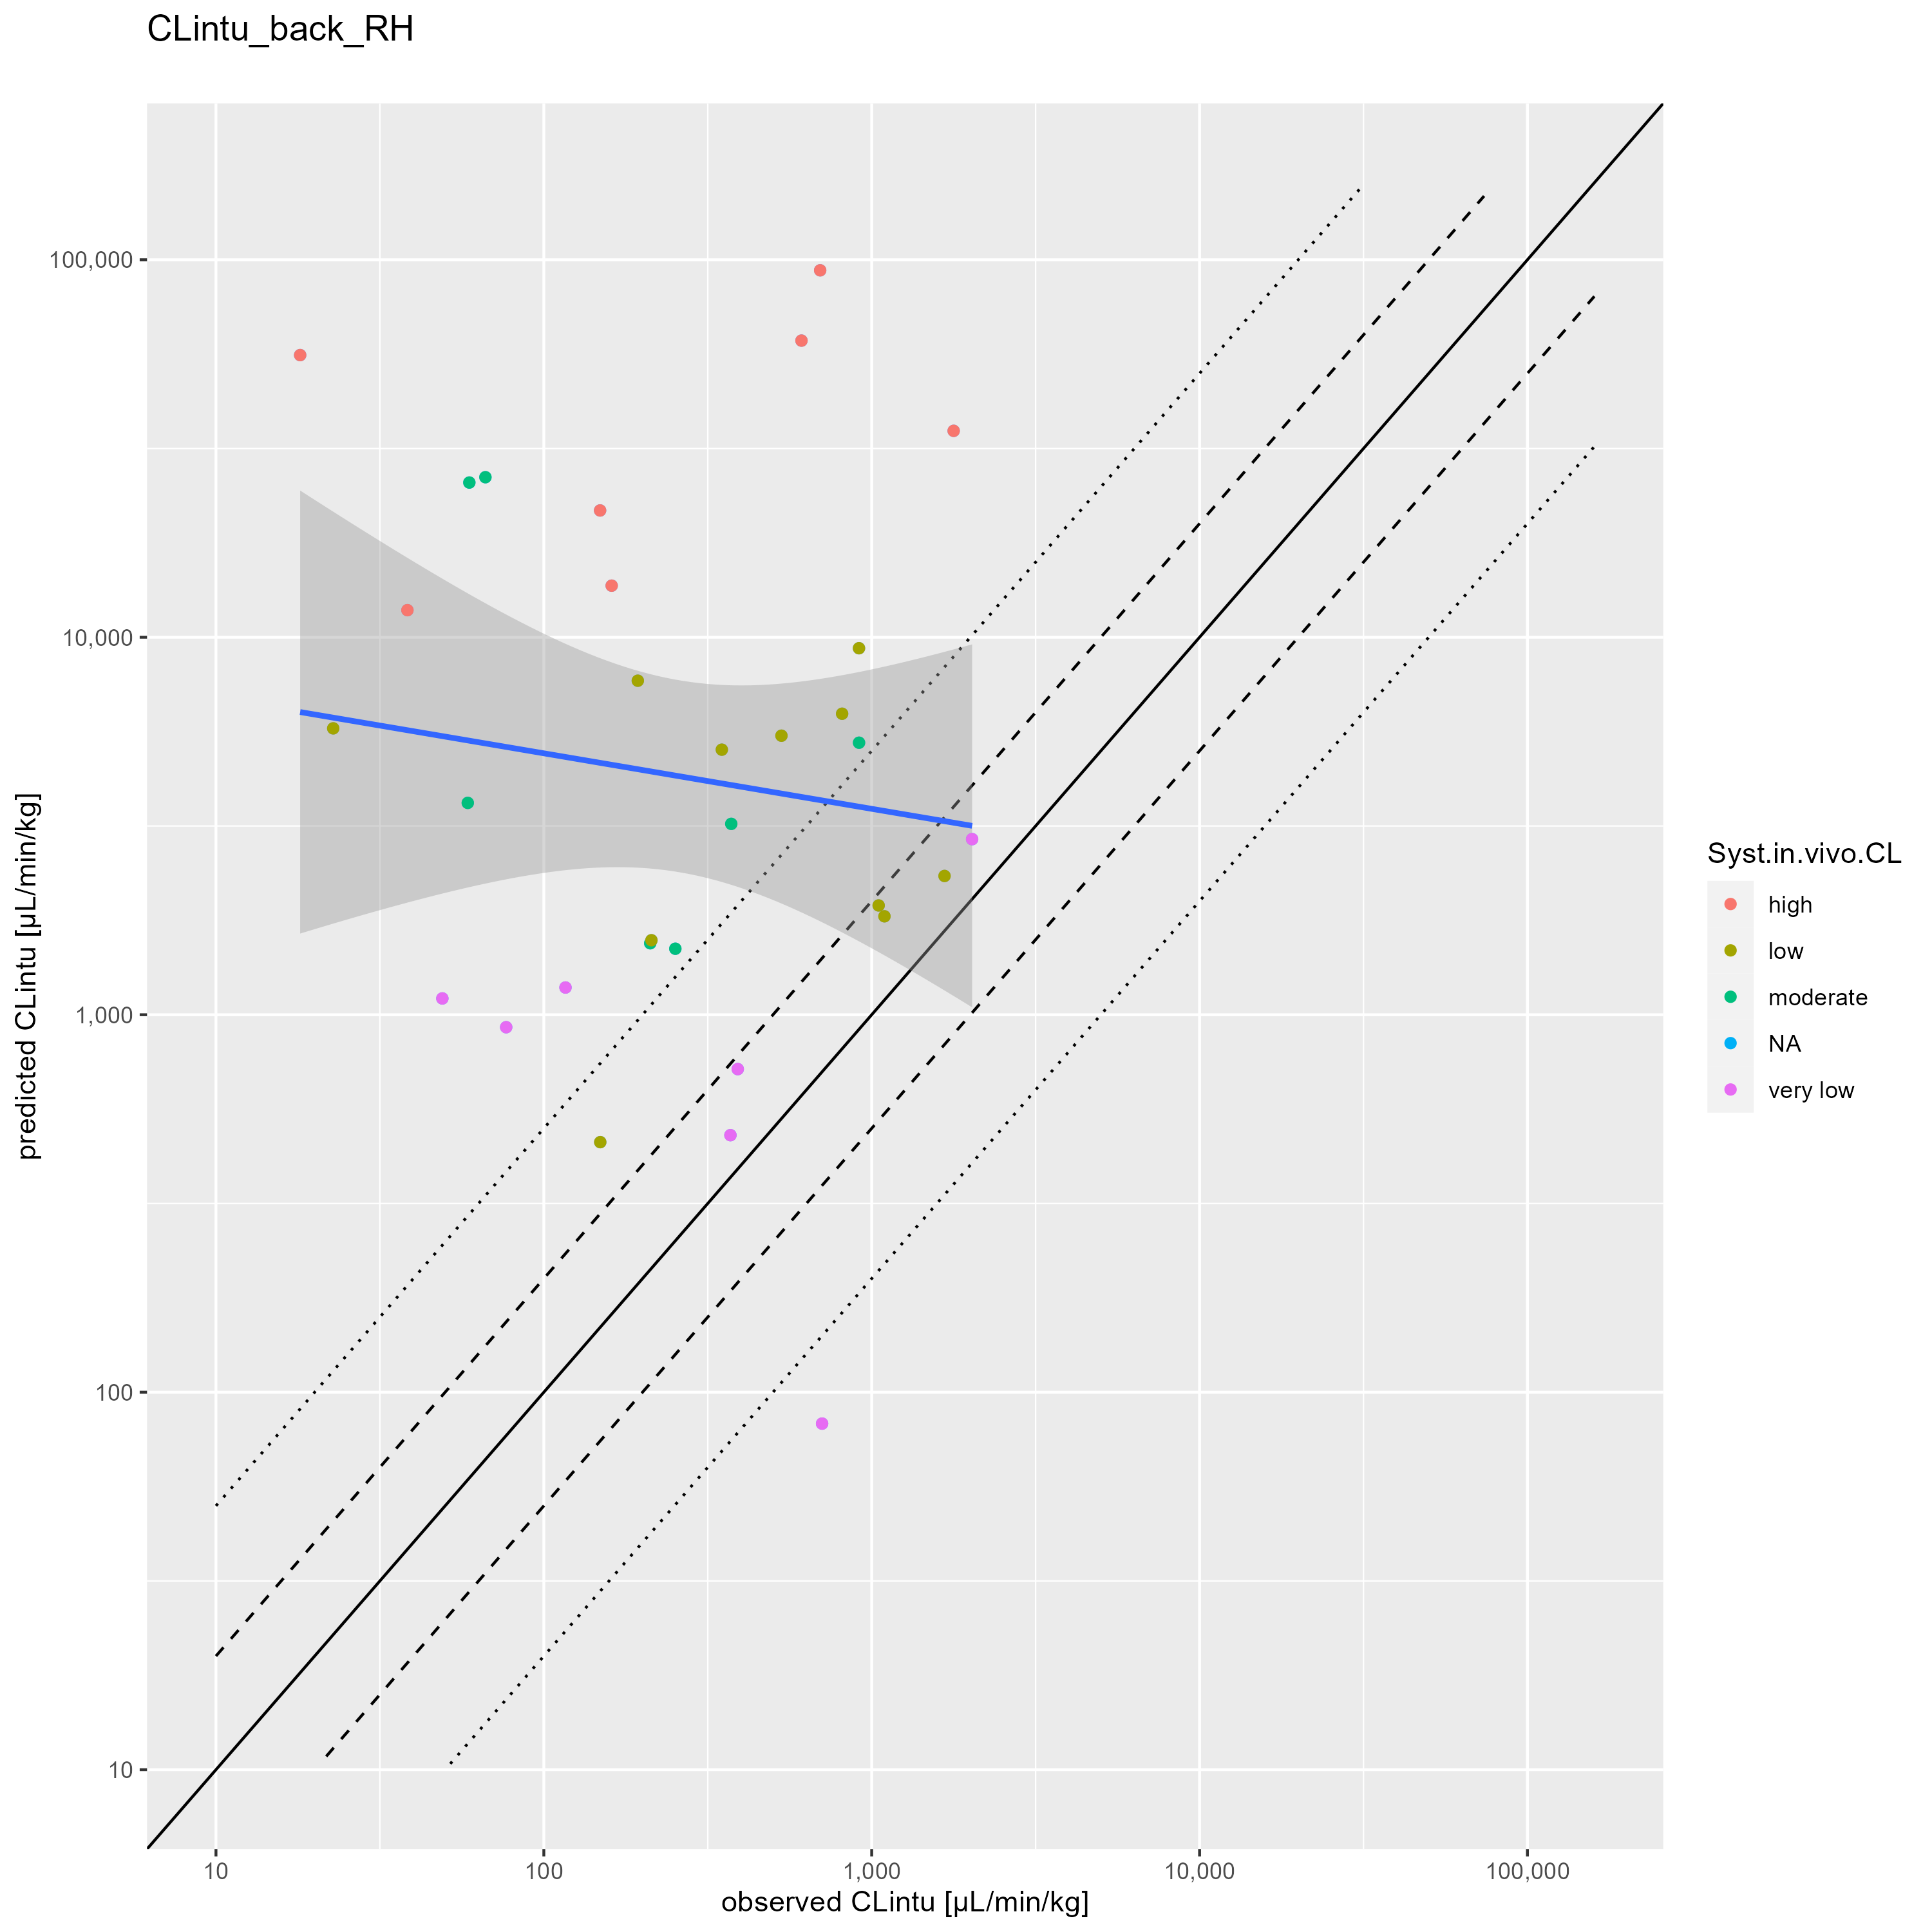 CLintu_back_RH
predicted CLintu [µL/min/kg]
100,000
10,000
1,000
100
10
10
100
1,000
10,000
100,000
observed CLintu [µL/min/kg]
Syst.in.vivo.CL
high
low
moderate
NA
very low